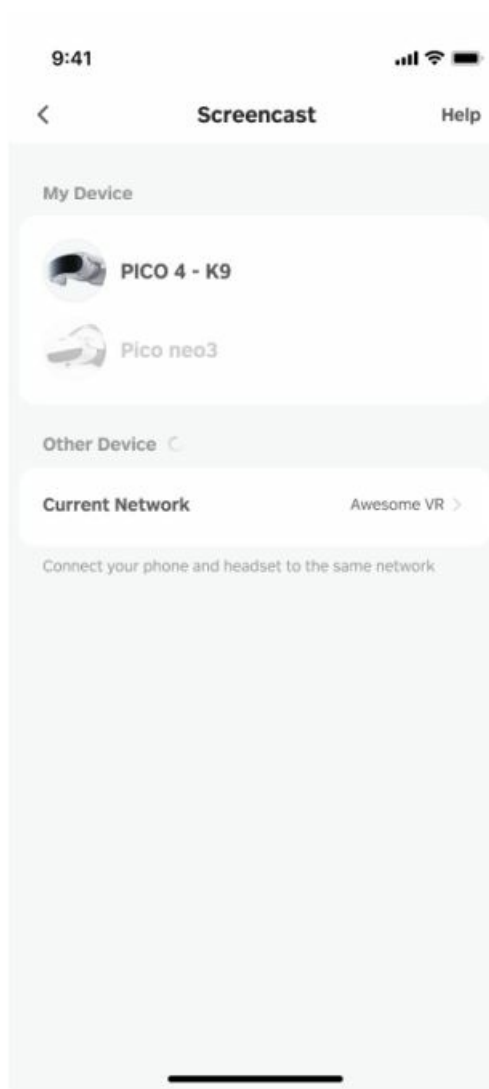 9:41
Screencast
Help
My Device
PICO 4 - K9
Pico neo3
Other Device
Current Network
Awesome VR
Connect your phone and headset to the same network